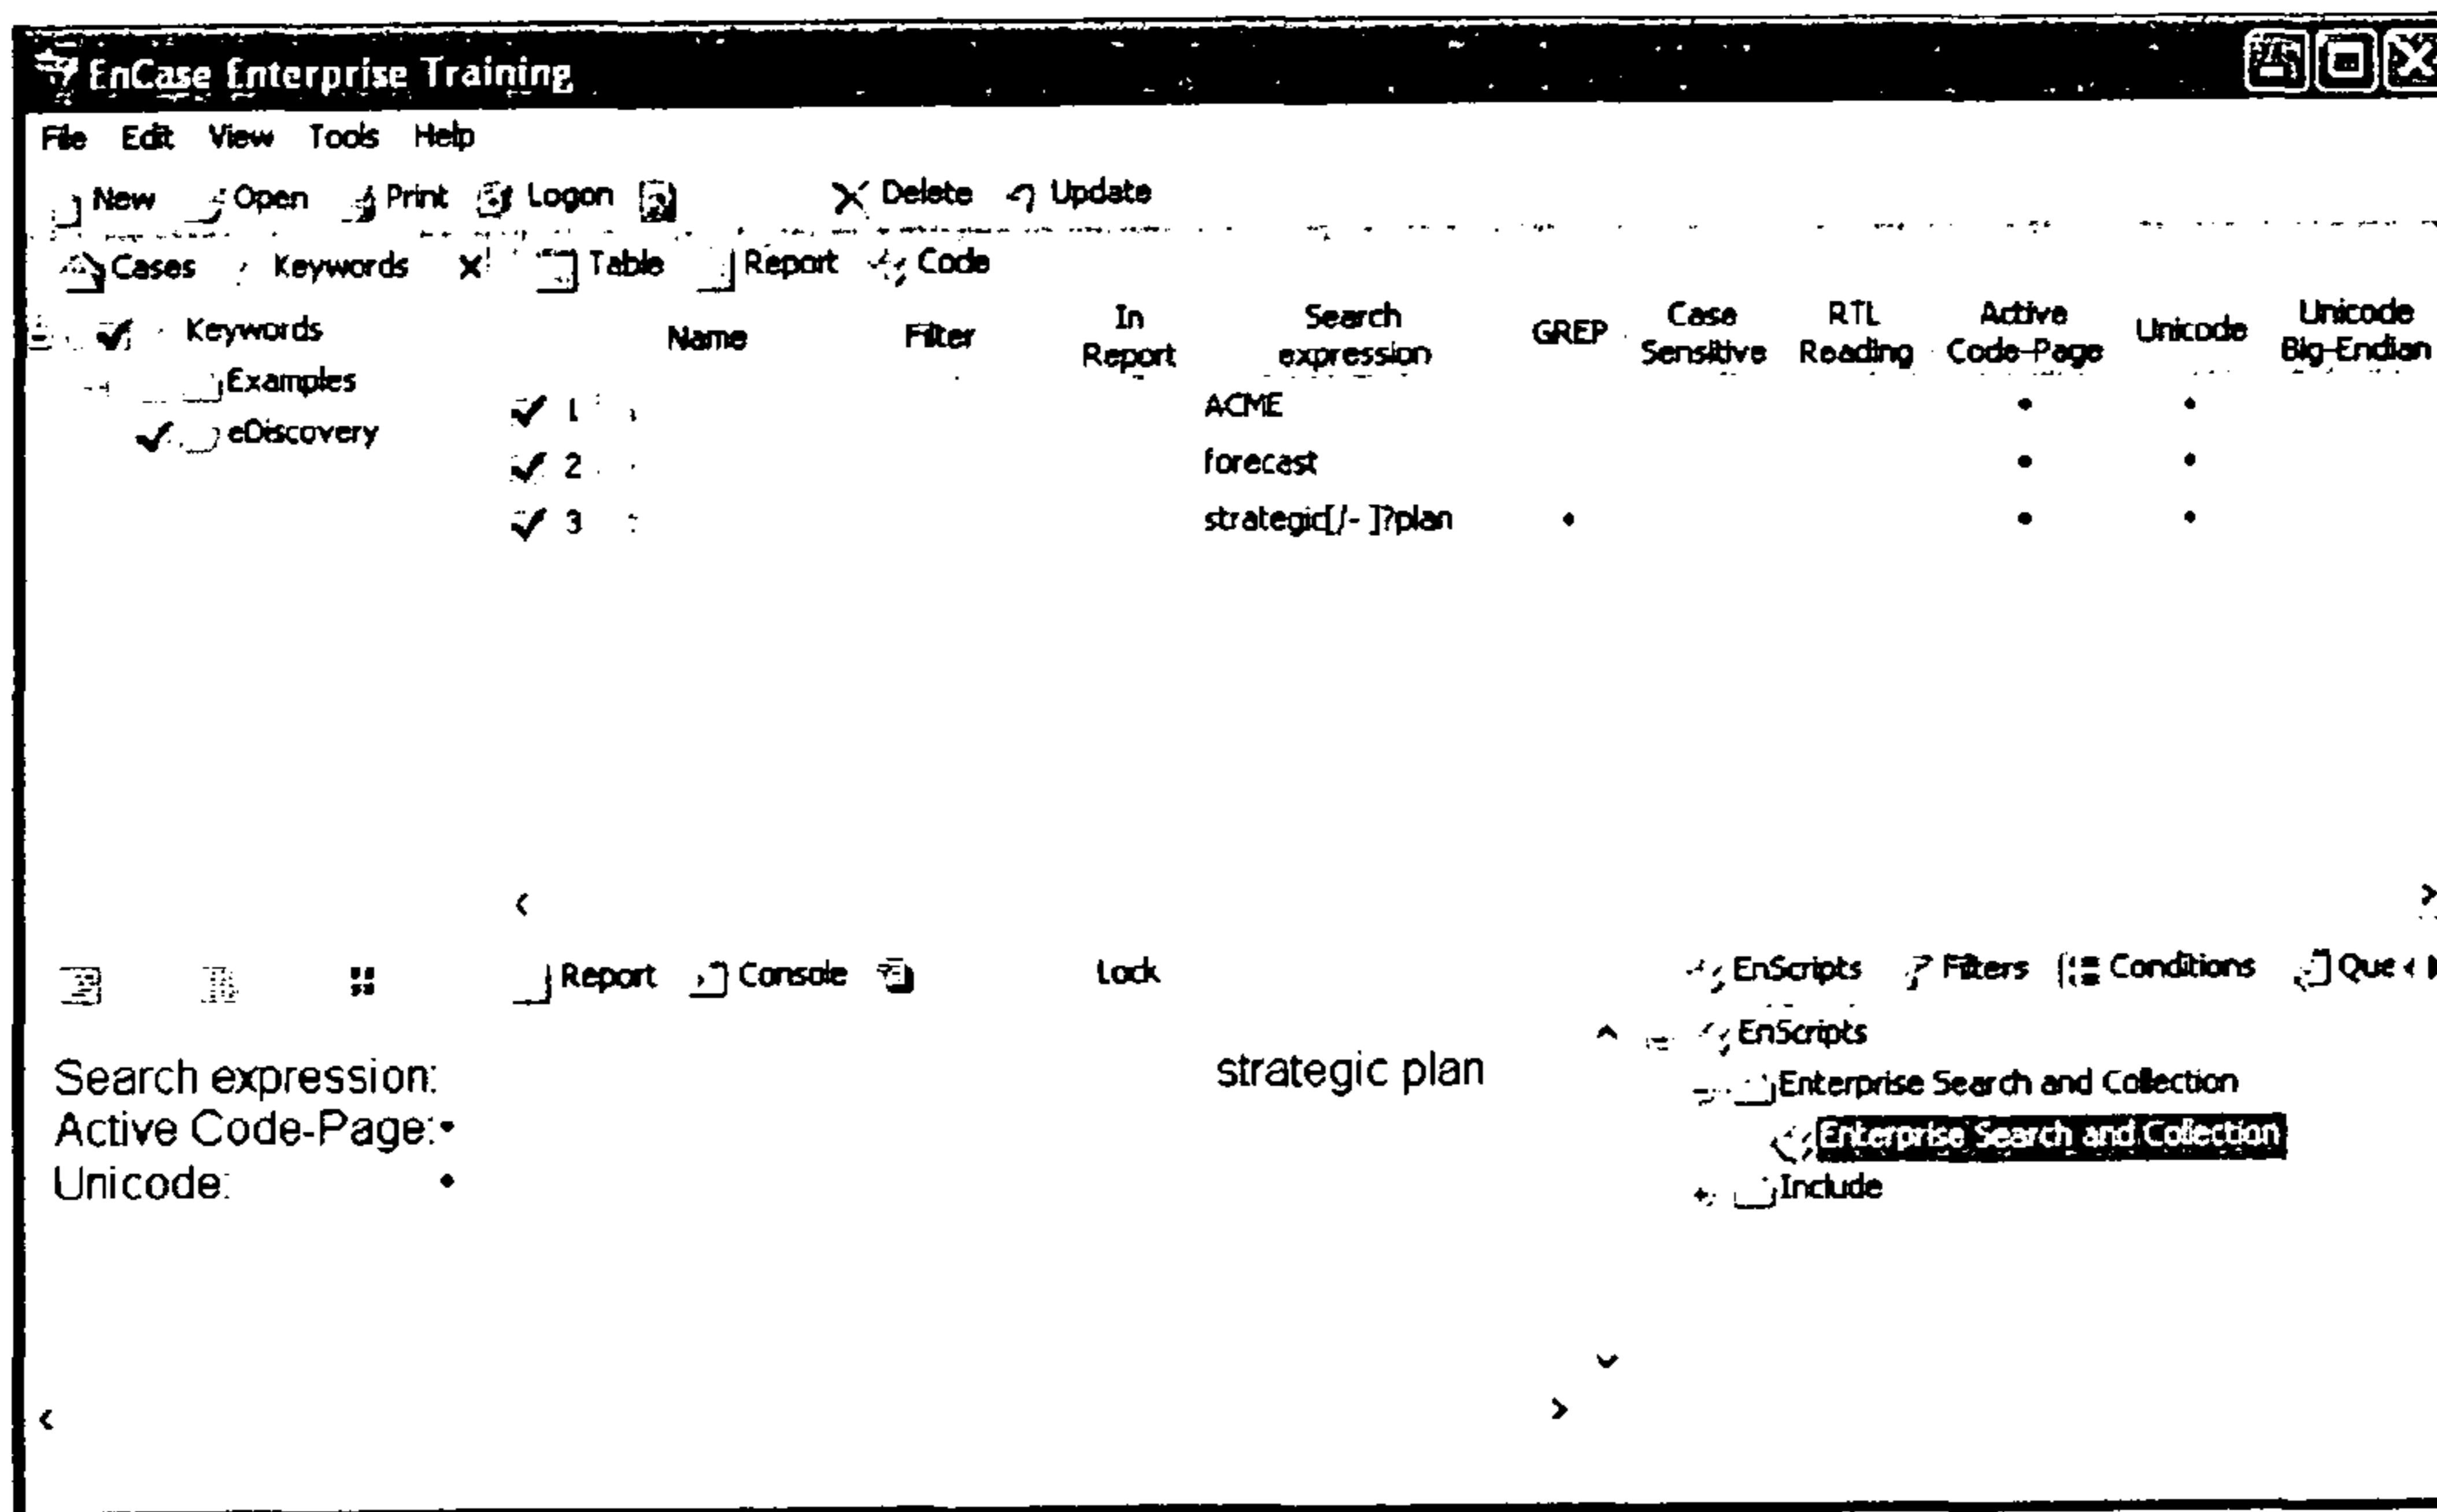 EnCase Enterprise Training
File Edit View Tools Help
New Open Print Logon Delete Update
Cases Keywords Table Report Code
Keywords
Examples
eDiscovery
Name Filter In Report Search expression GREP Case Sensitive RTL Reading Active Code-Page Unicode Unicode Big-Endian
1 ACME • •
2 forecast • •
3 strategic[/- ]?plan • • •
Report Console Lock
Search expression: strategic plan
Active Code-Page: •
Unicode: •
EnScripts Filters Conditions Que
EnScripts
Enterprise Search and Collection
Enterprise Search and Collection
Include